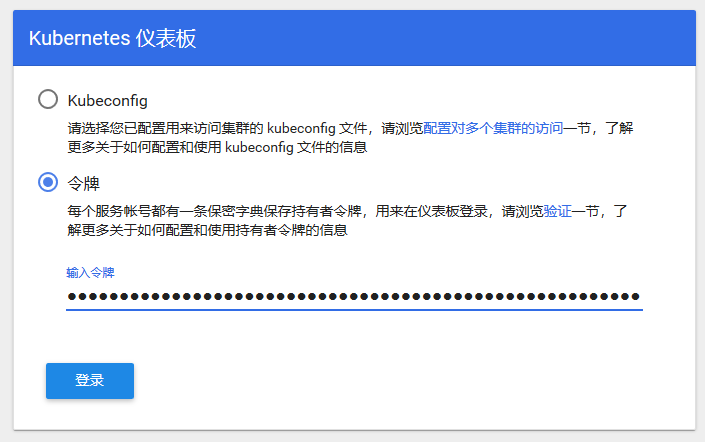 Kubernetes 仪表板
Kubeconfig
请选择您已配置用来访问集群的 kubeconfig 文件，请浏览配置对多个集群的访问一节，了解
更多关于如何配置和使用 kubeconfig 文件的信息
令牌
每个服务帐号都有一条保密字典保存持有者令牌，用来在仪表板登录，请浏览验证一节，了
解更多关于如何配置和使用持有者令牌的信息
输入令牌
登录